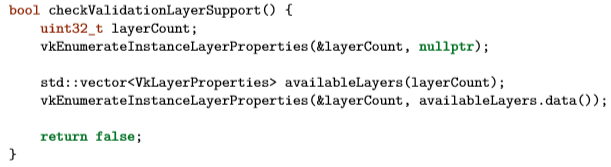 bool checkValidationLayerSupport() {
    uint32_t layerCount;
    vkEnumerateInstanceLayerProperties(&layerCount, nullptr);

    std::vector<VkLayerProperties> availableLayers(layerCount);
    vkEnumerateInstanceLayerProperties(&layerCount, availableLayers.data());

    return false;
}